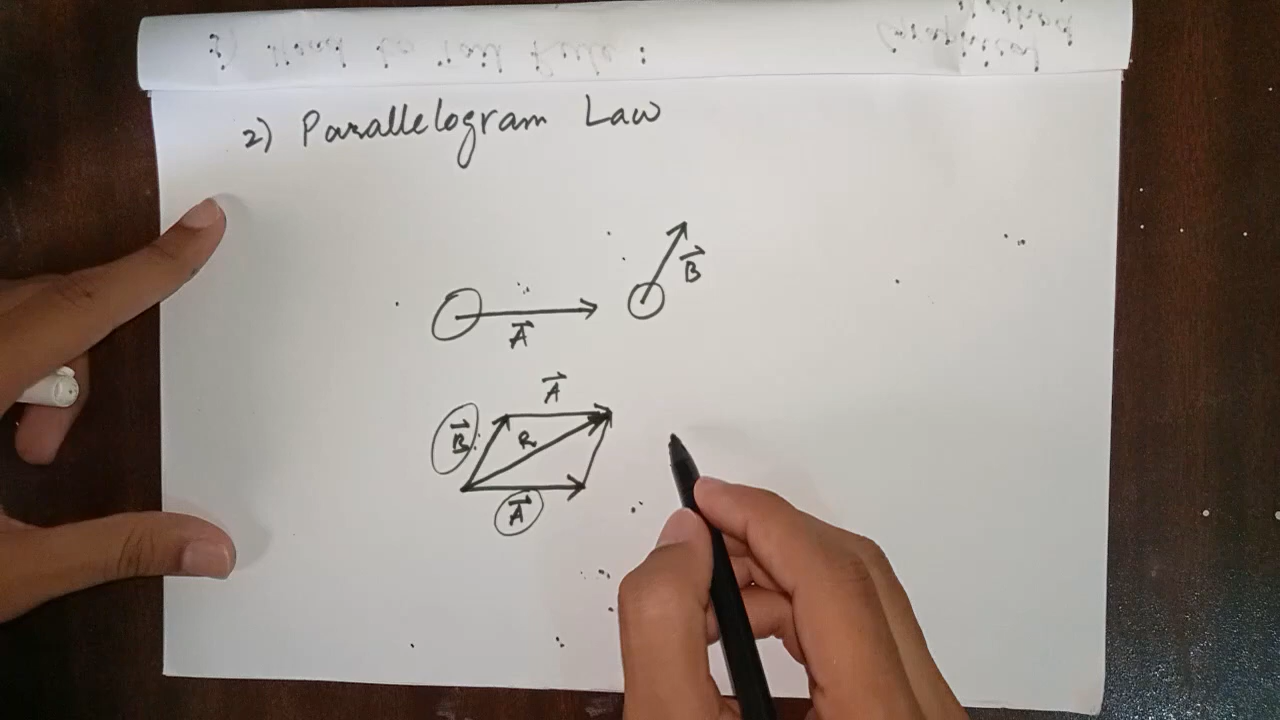 2) Parallelogram Law
B⃗
A⃗
A⃗
B⃗ R
A⃗